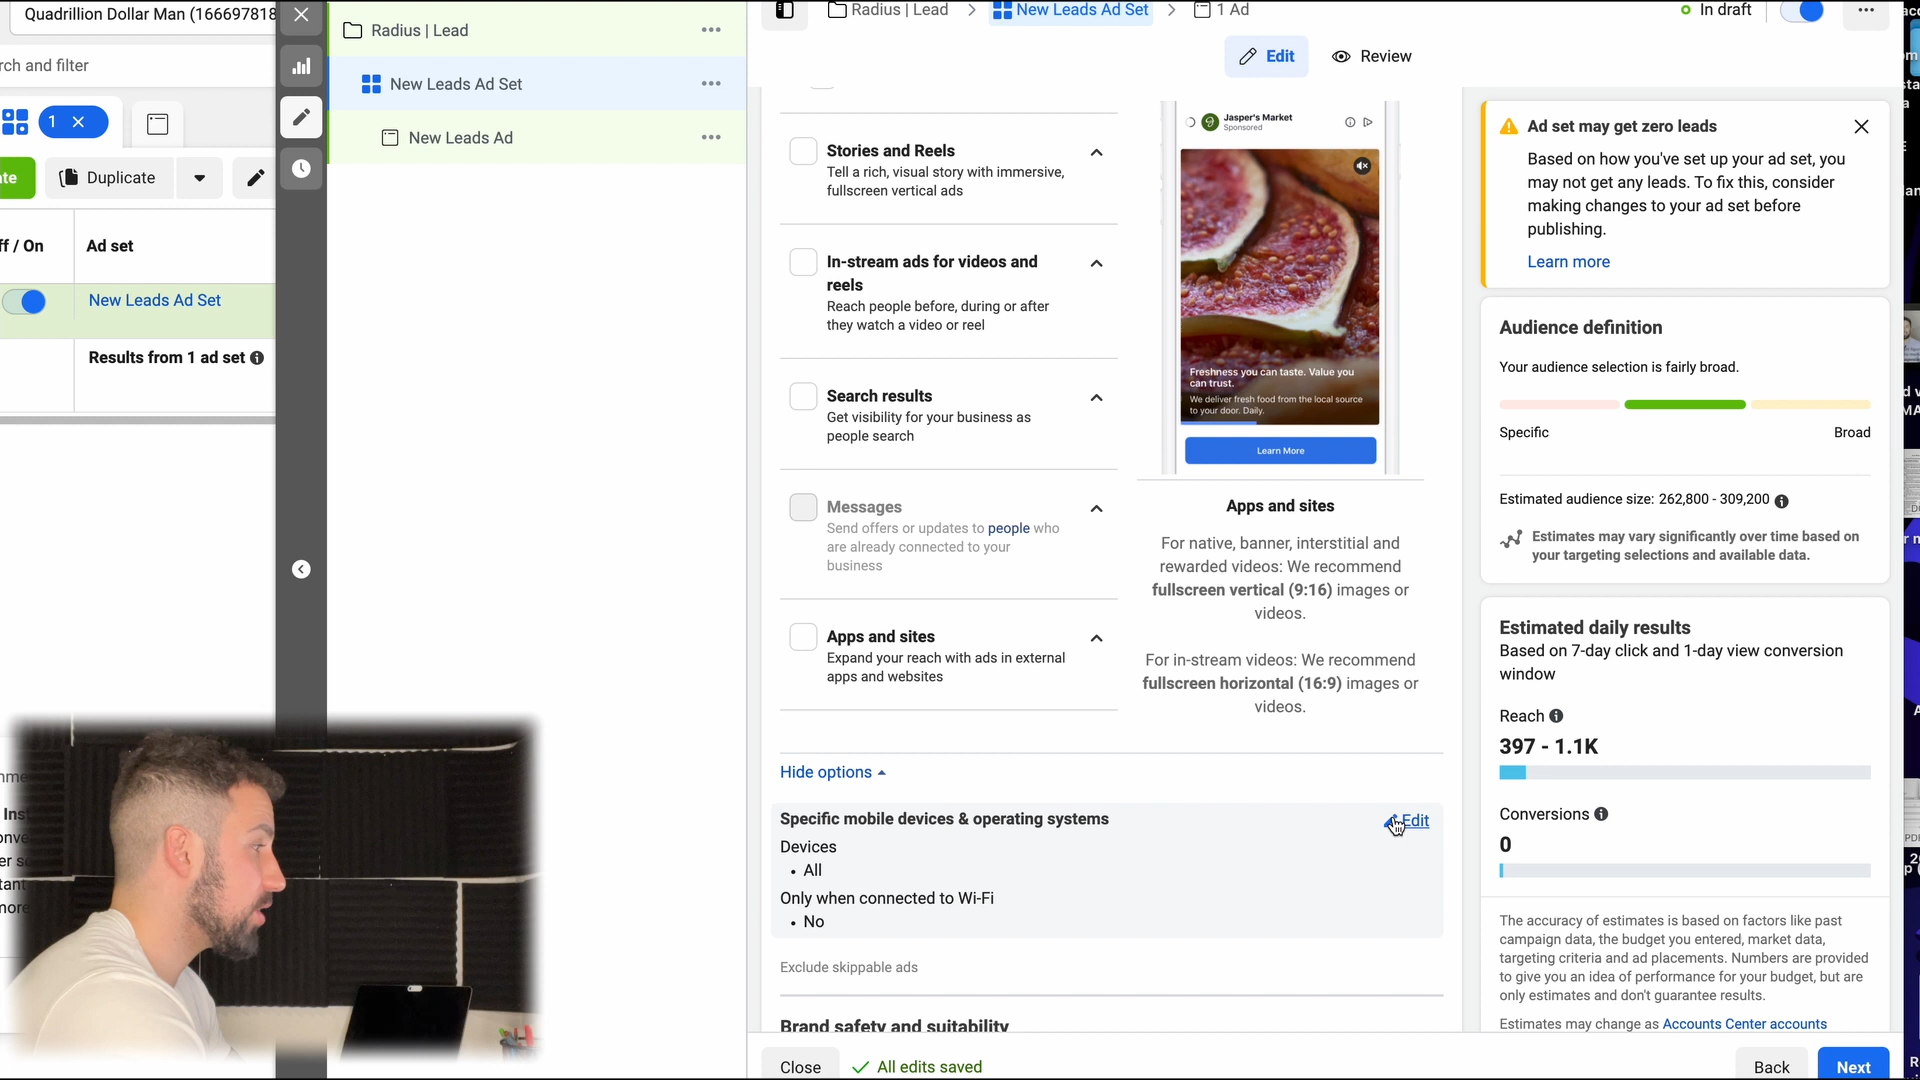 Quadrillion Dollar Man (166697818
rch and filter
1
te
Duplicate
ff / On
Ad set
New Leads Ad Set
Results from 1 ad set
Radius | Lead
New Leads Ad Set
New Leads Ad
Radius | Lead
New Leads Ad Set
1 Ad
In draft
Edit
Review
Stories and Reels
Tell a rich, visual story with immersive,
fullscreen vertical ads
In-stream ads for videos and
reels
Reach people before, during or after
they watch a video or reel
Search results
Get visibility for your business as
people search
Messages
Send offers or updates to people who
are already connected to your
business
Apps and sites
Expand your reach with ads in external
apps and websites
Jasper's Market
Sponsored
Freshness you can taste. Value you
can trust.
We deliver fresh food from the local source
to your door. Daily.
Learn More
Apps and sites
For native, banner, interstitial and
rewarded videos: We recommend
fullscreen vertical (9:16) images or
videos.
For in-stream videos: We recommend
fullscreen horizontal (16:9) images or
videos.
Hide options
Specific mobile devices & operating systems
Edit
Devices
• All
Only when connected to Wi-Fi
• No
Exclude skippable ads
Brand safety and suitability
Close
All edits saved
Back
Next
Ad set may get zero leads
Based on how you've set up your ad set, you
may not get any leads. To fix this, consider
making changes to your ad set before
publishing.
Learn more
Audience definition
Your audience selection is fairly broad.
Specific
Broad
Estimated audience size: 262,800 - 309,200
Estimates may vary significantly over time based on
your targeting selections and available data.
Estimated daily results
Based on 7-day click and 1-day view conversion
window
Reach
397 - 1.1K
Conversions
0
The accuracy of estimates is based on factors like past
campaign data, the budget you entered, market data,
targeting criteria and ad placements. Numbers are provided
to give you an idea of performance for your budget, but are
only estimates and don't guarantee results.
Estimates may change as Accounts Center accounts